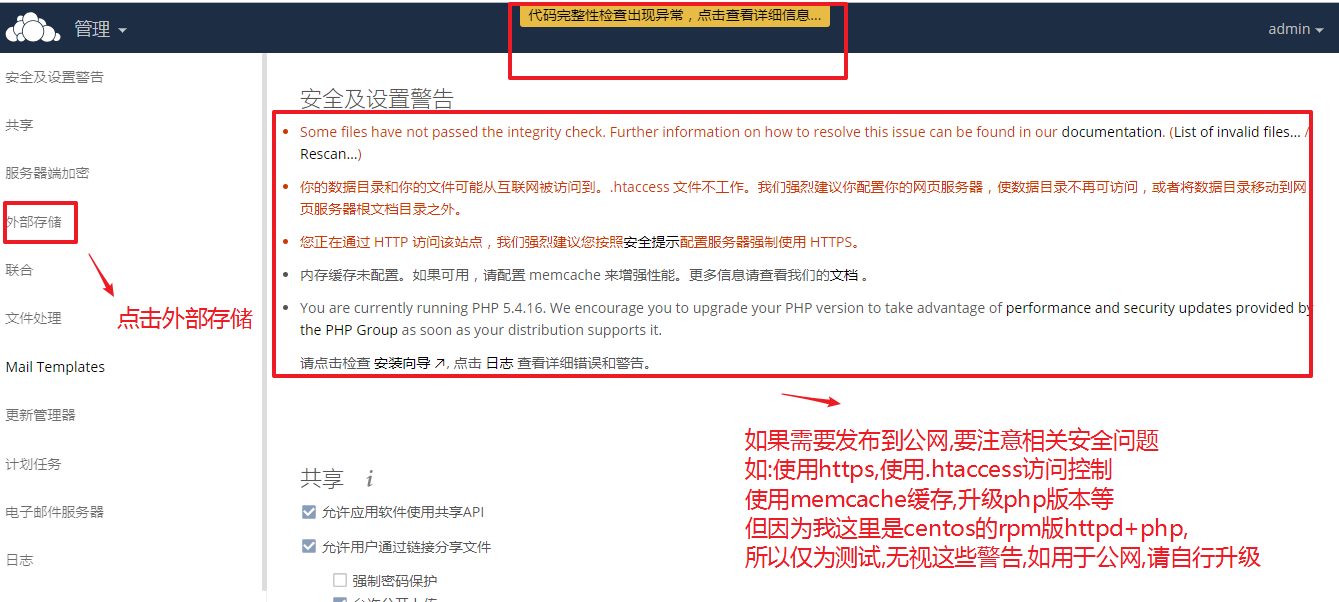 代码完整性检查出现异常，点击查看详细信息...
管理
admin
安全及设置警告
共享
服务器端加密
外部存储
联合
文件处理
Mail Templates
更新管理器
计划任务
电子邮件服务器
日志
点击外部存储
安全及设置警告
Some files have not passed the integrity check. Further information on how to resolve this issue can be found in our documentation. (List of invalid files… /
Rescan…)
你的数据目录和你的文件可能从互联网被访问到。.htaccess 文件不工作。我们强烈建议你配置你的网页服务器，使数据目录不再可访问，或者将数据目录移动到网
页服务器根文档目录之外。
您正在通过 HTTP 访问该站点，我们强烈建议您按照安全提示配置服务器强制使用 HTTPS。
内存缓存未配置。如果可用，请配置 memcache 来增强性能。更多信息请查看我们的文档 。
You are currently running PHP 5.4.16. We encourage you to upgrade your PHP version to take advantage of performance and security updates provided by
the PHP Group as soon as your distribution supports it.
请点击检查 安装向导 ↗, 点击 日志 查看详细错误和警告。
如果需要发布到公网,要注意相关安全问题
如:使用https,使用.htaccess访问控制
使用memcache缓存,升级php版本等
但因为我这里是centos的rpm版httpd+php,
所以仅为测试,无视这些警告,如用于公网,请自行升级
共享 i
允许应用软件使用共享API
允许用户通过链接分享文件
强制密码保护